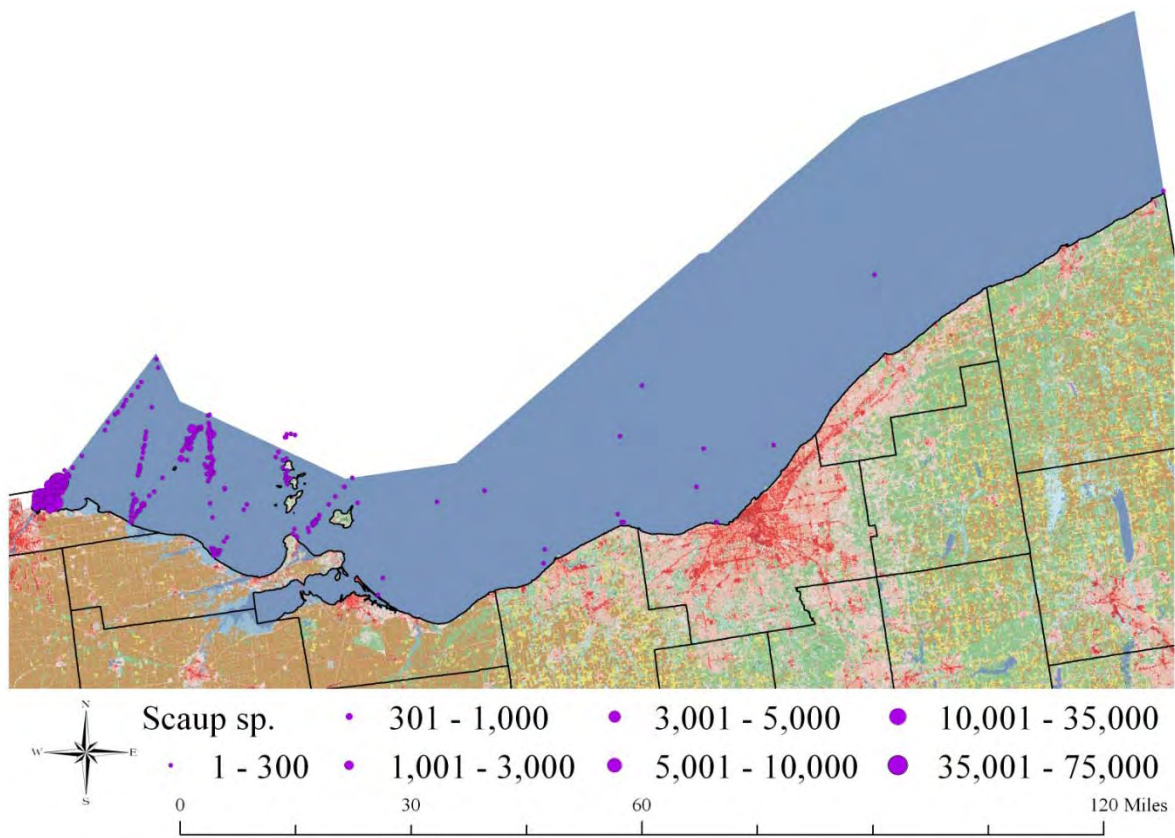 Scaup sp.
301 - 1,000
3,001 - 5,000
10,001 - 35,000
1 - 300
1,001 - 3,000
5,001 - 10,000
35,001 - 75,000
N
W E
S
0 30 60 120 Miles